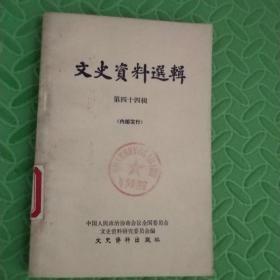 文史資料選輯
第四十四辑
（内部发行）
中国人民政治协商会议全国委员会
文史资料研究委员会编
文史资料出版社